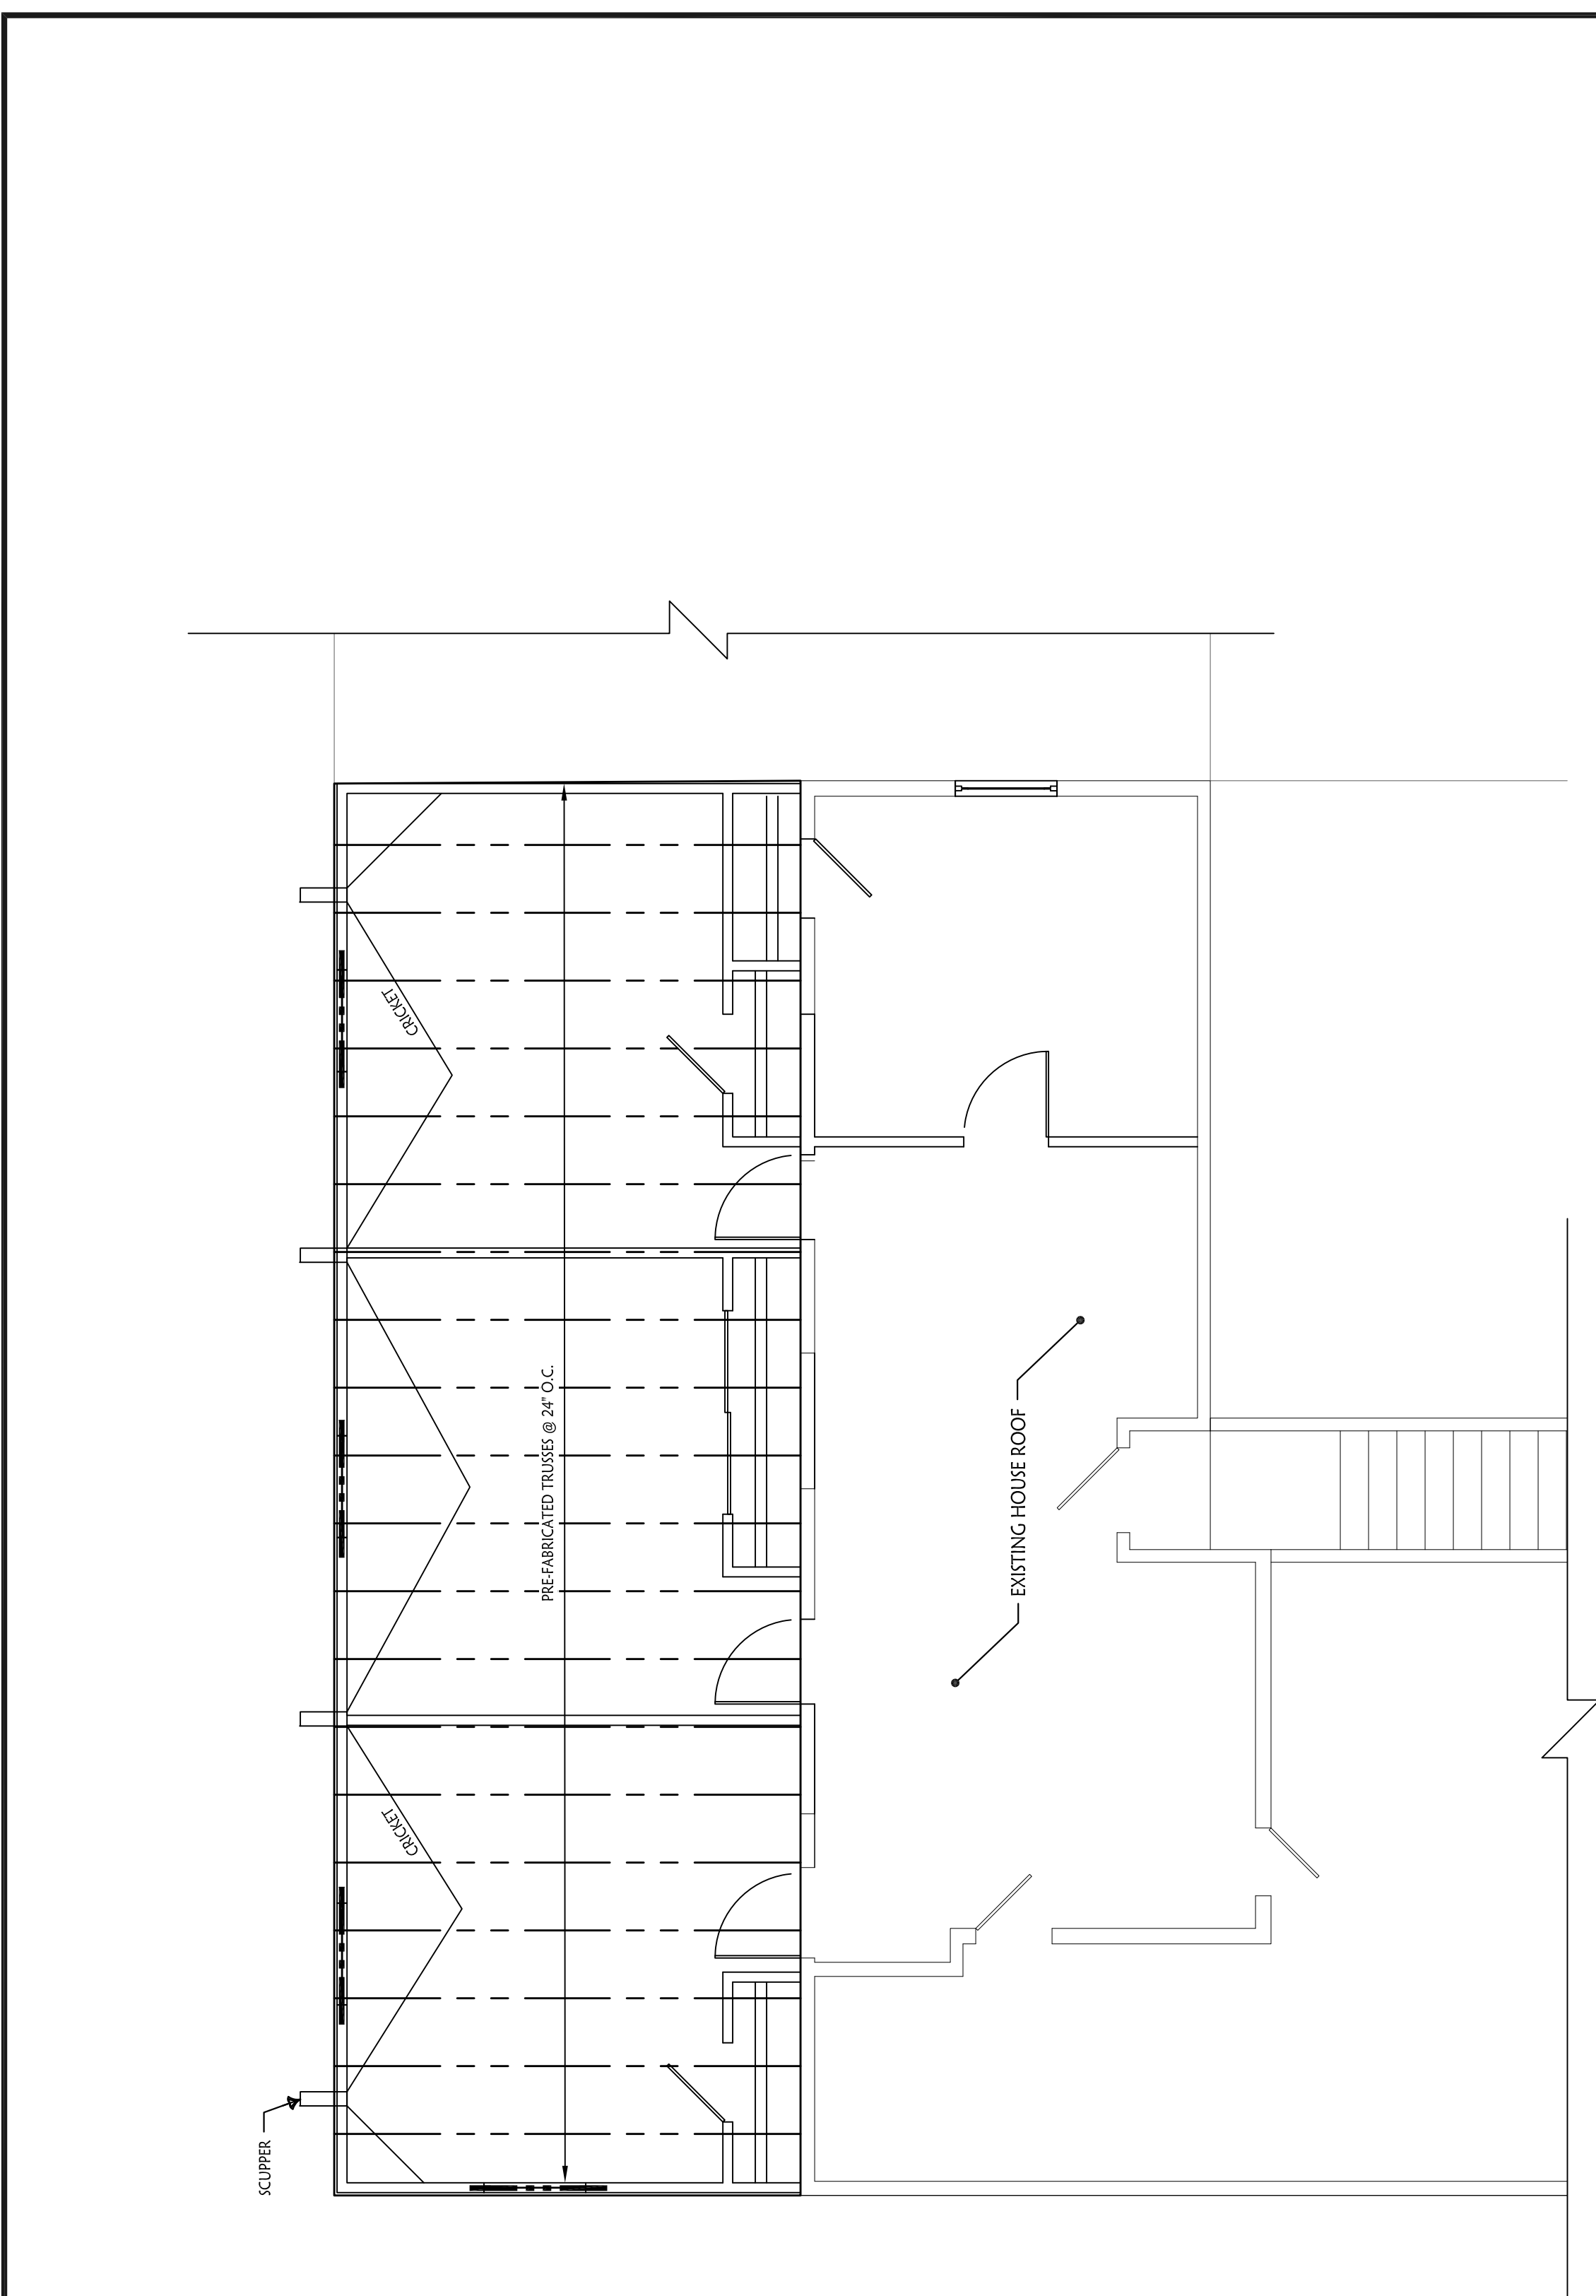 CRICKET
PRE-FABRICATED TRUSSES @ 24" O.C.
EXISTING HOUSE ROOF
CRICKET
SCUPPER